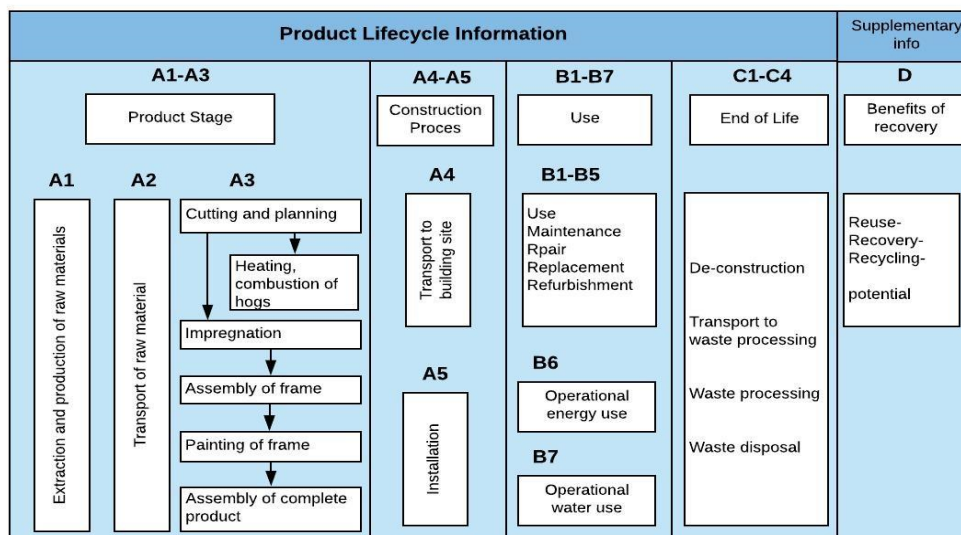 Product Lifecycle Information
Supplementary
info
A1-A3
Product Stage
A1
Extraction and production of raw materials
A2
Transport of raw material
A3
Cutting and planning
Heating,
combustion of
hogs
Impregnation
Assembly of frame
Painting of frame
Assembly of complete
product
A4-A5
Construction
Proces
A4
Transport to
building site
A5
Installation
B1-B7
Use
B1-B5
Use
Maintenance
Rpair
Replacement
Refurbishment
B6
Operational
energy use
B7
Operational
water use
C1-C4
End of Life
De-construction
Transport to
waste processing
Waste processing
Waste disposal
D
Benefits of
recovery
Reuse-
Recovery-
Recycling-
potential